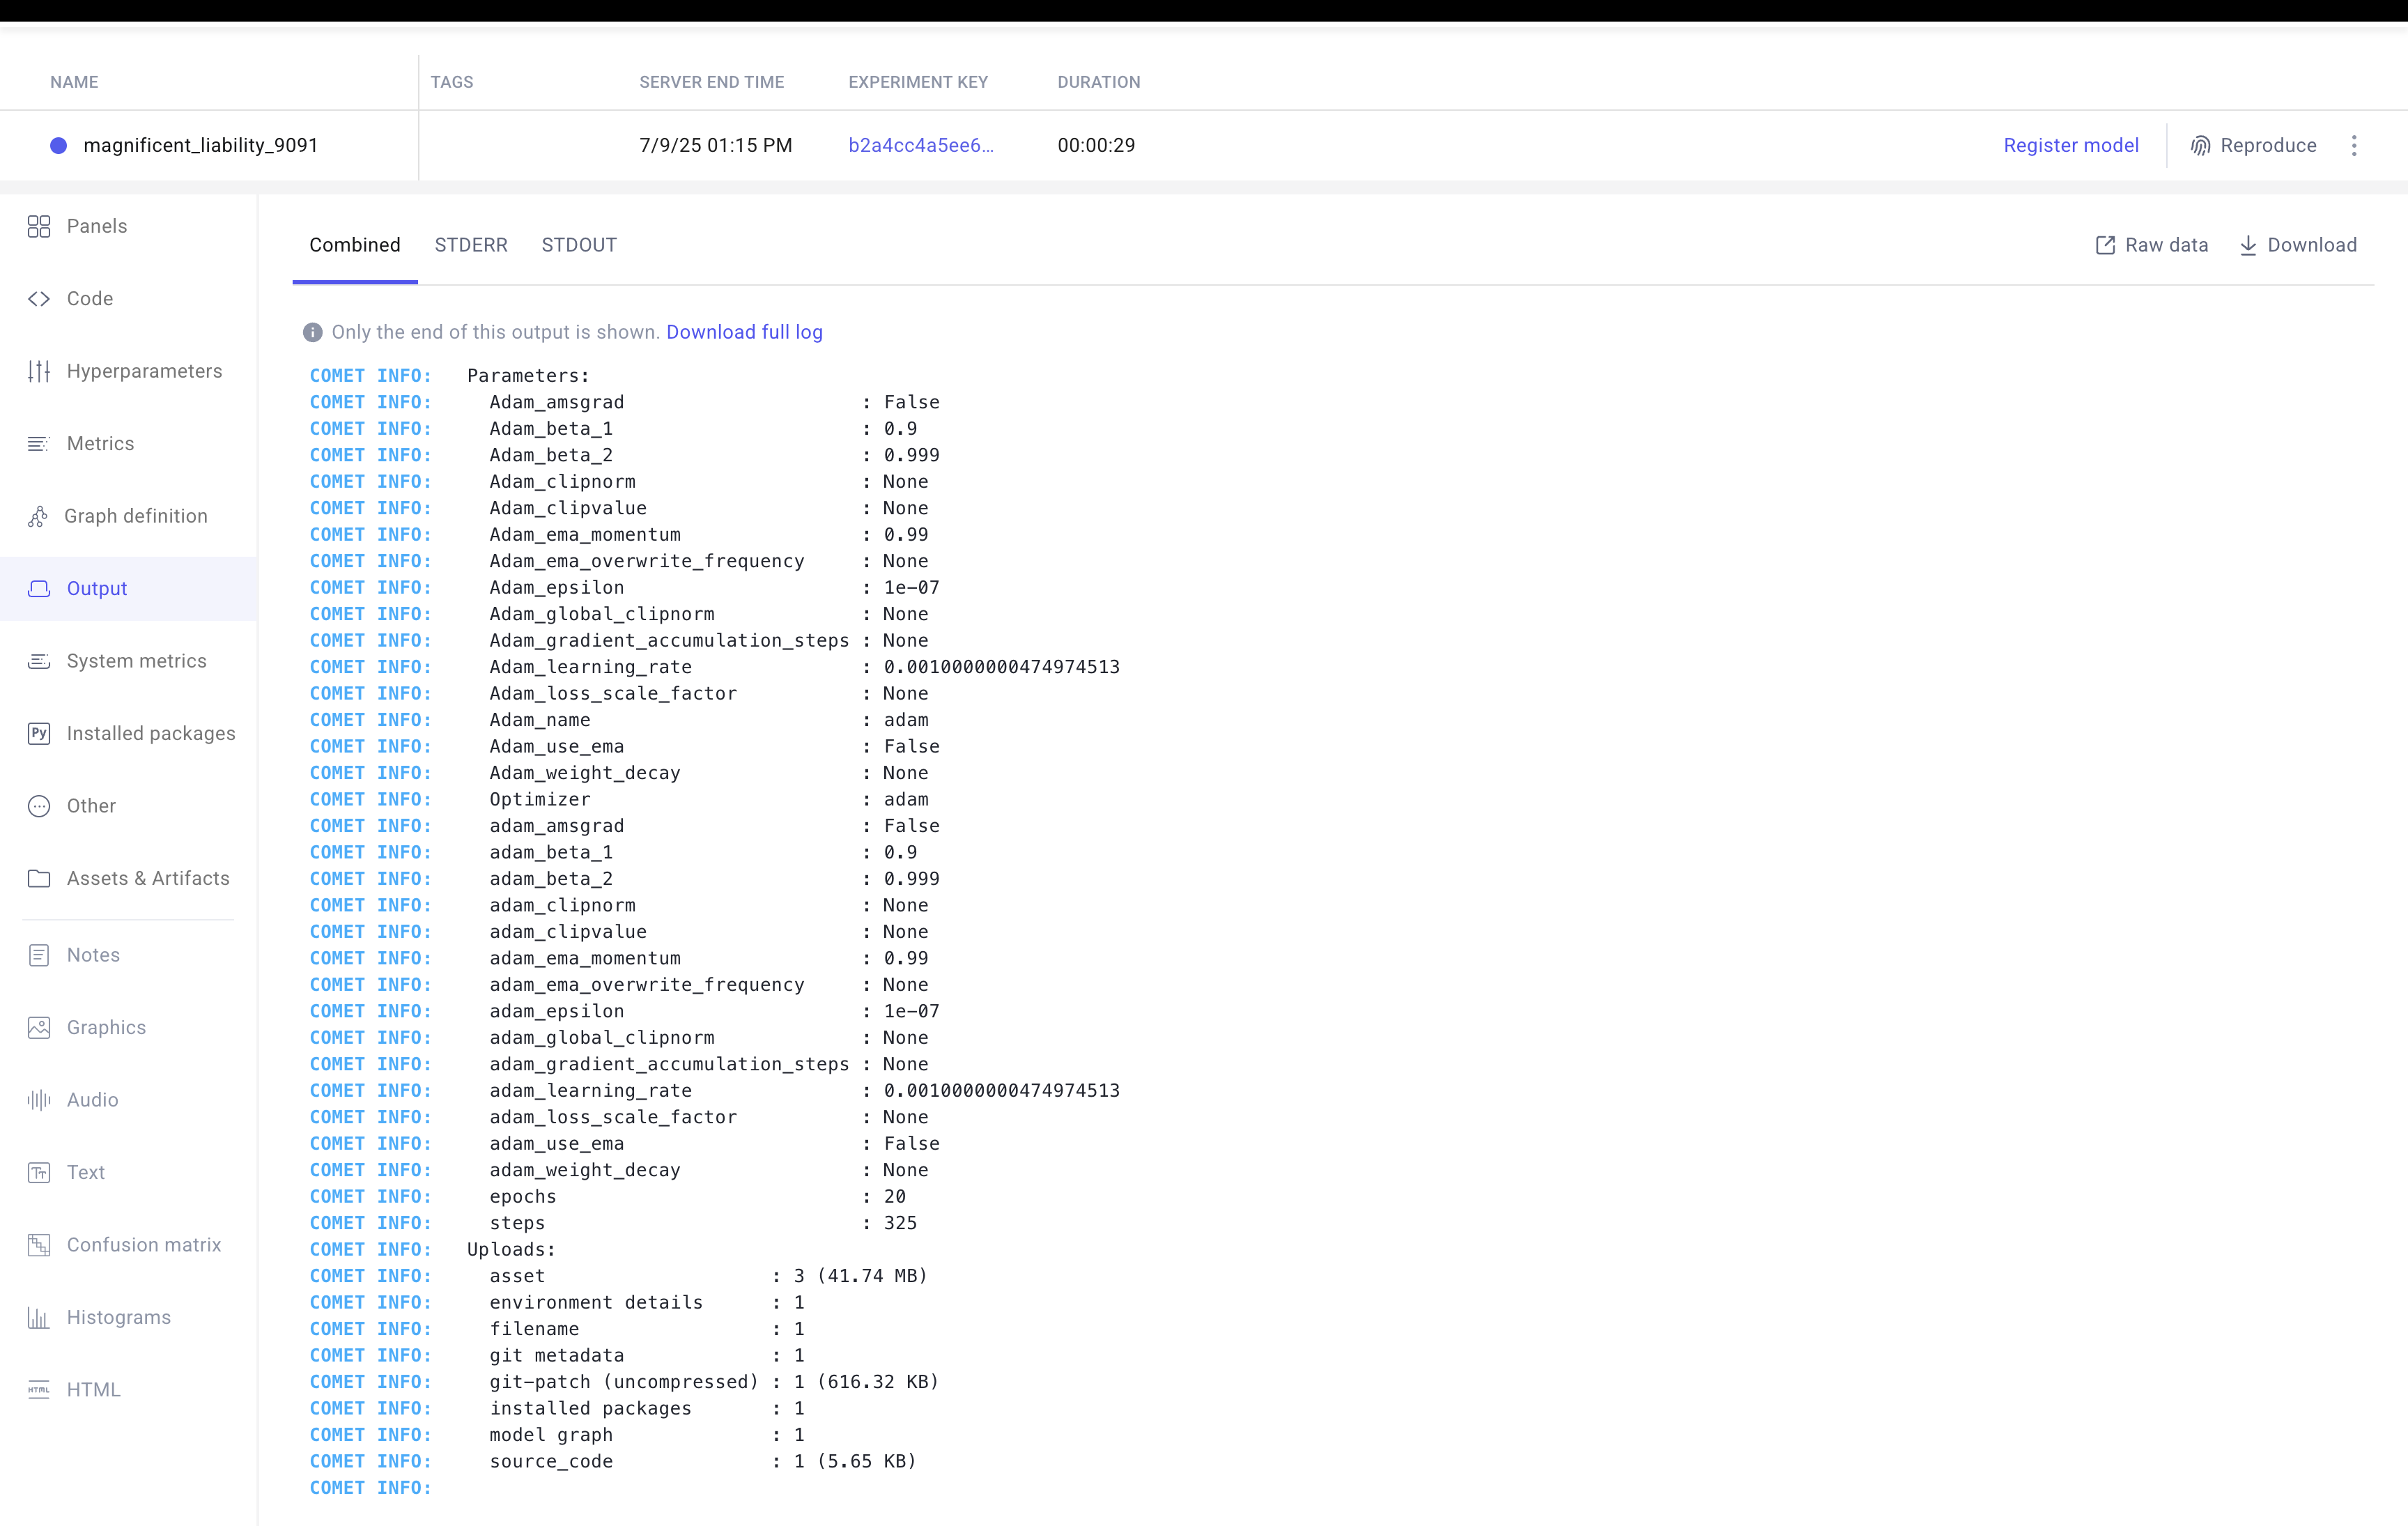 NAME TAGS SERVER END TIME EXPERIMENT KEY DURATION
magnificent_liability_9091 7/9/25 01:15 PM b2a4cc4a5ee6... 00:00:29 Register model Reproduce
Panels
Code
Hyperparameters
Metrics
Graph definition
Output
System metrics
Py Installed packages
Other
Assets & Artifacts
Notes
Graphics
Audio
Tт Text
Confusion matrix
Histograms
HTML HTML
Combined STDERR STDOUT Raw data Download
Only the end of this output is shown. Download full log
COMET INFO: Parameters:
COMET INFO: Adam_amsgrad : False
COMET INFO: Adam_beta_1 : 0.9
COMET INFO: Adam_beta_2 : 0.999
COMET INFO: Adam_clipnorm : None
COMET INFO: Adam_clipvalue : None
COMET INFO: Adam_ema_momentum : 0.99
COMET INFO: Adam_ema_overwrite_frequency : None
COMET INFO: Adam_epsilon : 1e-07
COMET INFO: Adam_global_clipnorm : None
COMET INFO: Adam_gradient_accumulation_steps : None
COMET INFO: Adam_learning_rate : 0.0010000000474974513
COMET INFO: Adam_loss_scale_factor : None
COMET INFO: Adam_name : adam
COMET INFO: Adam_use_ema : False
COMET INFO: Adam_weight_decay : None
COMET INFO: Optimizer : adam
COMET INFO: adam_amsgrad : False
COMET INFO: adam_beta_1 : 0.9
COMET INFO: adam_beta_2 : 0.999
COMET INFO: adam_clipnorm : None
COMET INFO: adam_clipvalue : None
COMET INFO: adam_ema_momentum : 0.99
COMET INFO: adam_ema_overwrite_frequency : None
COMET INFO: adam_epsilon : 1e-07
COMET INFO: adam_global_clipnorm : None
COMET INFO: adam_gradient_accumulation_steps : None
COMET INFO: adam_learning_rate : 0.0010000000474974513
COMET INFO: adam_loss_scale_factor : None
COMET INFO: adam_use_ema : False
COMET INFO: adam_weight_decay : None
COMET INFO: epochs : 20
COMET INFO: steps : 325
COMET INFO: Uploads:
COMET INFO: asset : 3 (41.74 MB)
COMET INFO: environment details : 1
COMET INFO: filename : 1
COMET INFO: git metadata : 1
COMET INFO: git-patch (uncompressed) : 1 (616.32 KB)
COMET INFO: installed packages : 1
COMET INFO: model graph : 1
COMET INFO: source_code : 1 (5.65 KB)
COMET INFO: